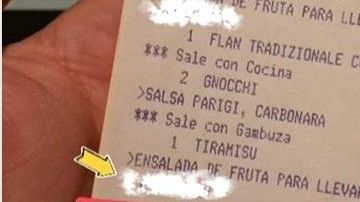 DE FRUTA PARA LLE
1 FLAN TRADIZIONALE C
*** Sale con Cocina
2 GNOCCHI
>SALSA PARIGI, CARBONARA
*** Sale con Gambuza
1 TIRAMISU
>ENSALADA DE FRUTA PARA LLEVAR